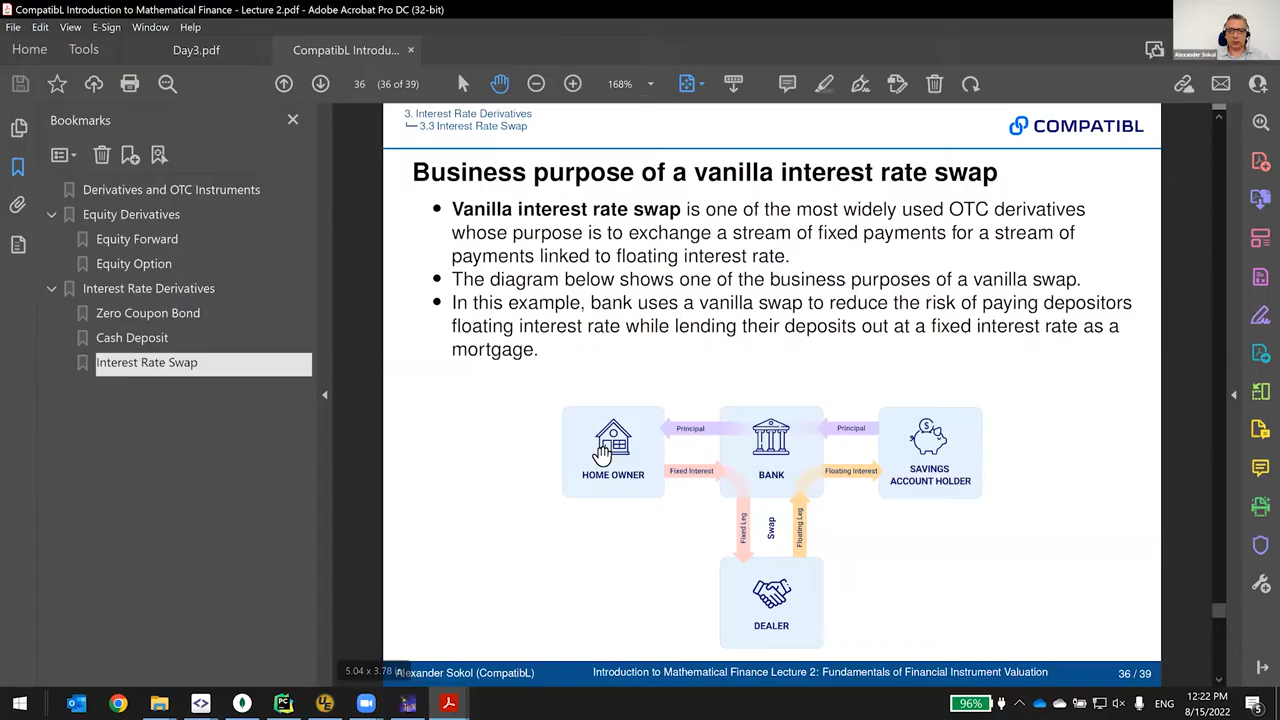 CompatibL Introduction to Mathematical Finance - Lecture 2.pdf - Adobe Acrobat Pro DC (32-bit)
File Edit View E-Sign Window Help
Home Tools Day3.pdf CompatibL Introdu... ×
36 (36 of 39) 168%
Alexander Sokol
Bookmarks
Derivatives and OTC Instruments
Equity Derivatives
Equity Forward
Equity Option
Interest Rate Derivatives
Zero Coupon Bond
Cash Deposit
Interest Rate Swap
3. Interest Rate Derivatives
3.3 Interest Rate Swap
COMPATIBL
Business purpose of a vanilla interest rate swap
• Vanilla interest rate swap is one of the most widely used OTC derivatives
whose purpose is to exchange a stream of fixed payments for a stream of
payments linked to floating interest rate.
• The diagram below shows one of the business purposes of a vanilla swap.
• In this example, bank uses a vanilla swap to reduce the risk of paying depositors
floating interest rate while lending their deposits out at a fixed interest rate as a
mortgage.
Principal Principal
HOME OWNER Fixed Interest BANK Floating Interest SAVINGS
ACCOUNT HOLDER
Fixed Leg Swap Floating Leg
DEALER
5.04 x 3.78 in
Alexander Sokol (CompatibL) Introduction to Mathematical Finance Lecture 2: Fundamentals of Financial Instrument Valuation 36 / 39
96% ENG 12:22 PM
8/15/2022